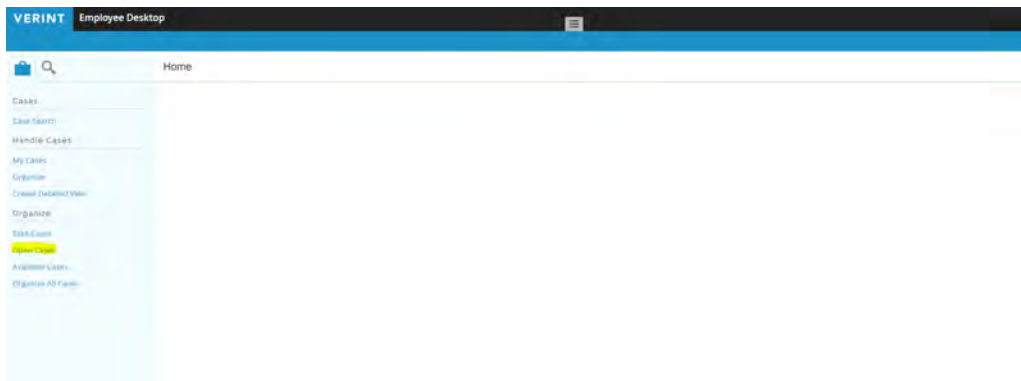 VERINT Employee Desktop
Home
Cases
Case Search
Handle Cases
My Cases
Organize
Create Detailed View
Organize
Open Cases
Available Cases
Organize All Cases